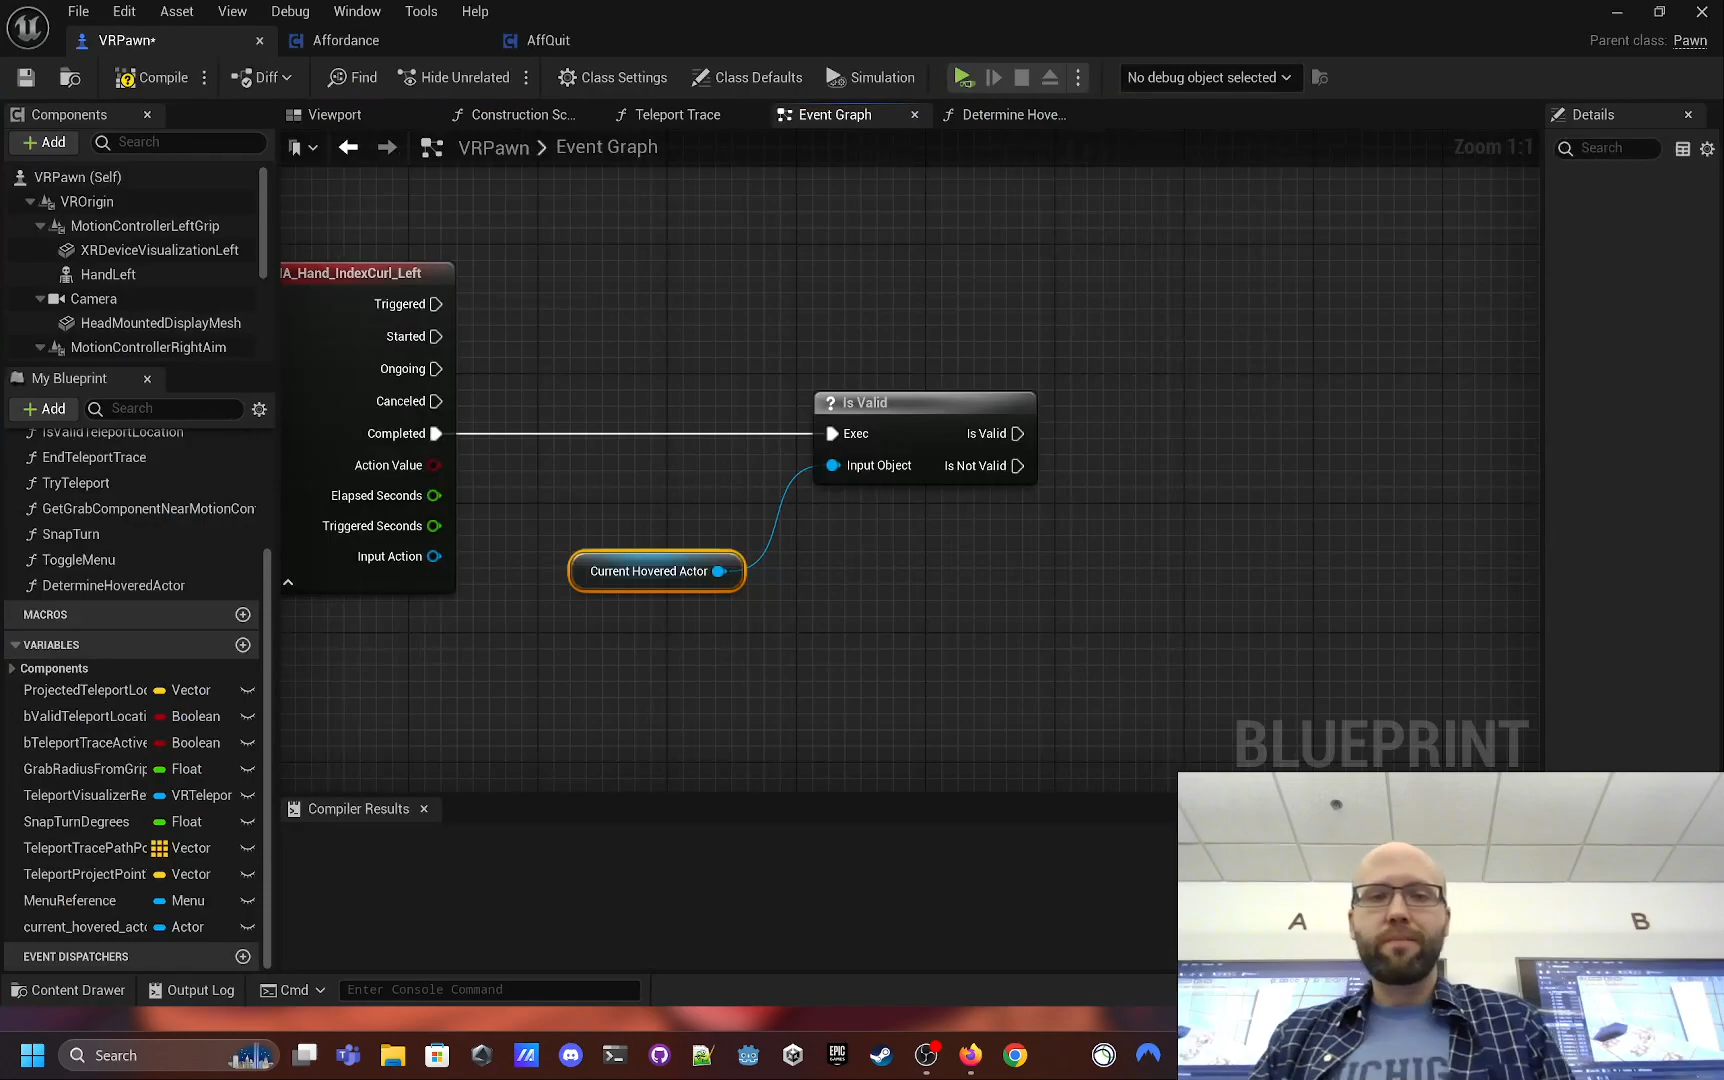 File Edit Asset View Debug Window Tools Help
VRPawn*
Affordance
AffQuit
Parent class: Pawn
Compile
Diff
Find
Hide Unrelated
Class Settings
Class Defaults
Simulation
No debug object selected
Components
Viewport
Construction Sc...
Teleport Trace
Event Graph
Determine Hove...
Details
Add
Search
VRPawn > Event Graph
Zoom 1:1
Search
VRPawn (Self)
VROrigin
MotionControllerLeftGrip
XRDeviceVisualizationLeft
HandLeft
Camera
HeadMountedDisplayMesh
MotionControllerRightAim
My Blueprint
Add
Search
IsValidTeleportLocation
EndTeleportTrace
TryTeleport
GetGrabComponentNearMotionCon
SnapTurn
ToggleMenu
DetermineHoveredActor
MACROS
VARIABLES
Components
ProjectedTeleportLoc Vector
bValidTeleportLocati Boolean
bTeleportTraceActive Boolean
GrabRadiusFromGrip Float
TeleportVisualizerRe VRTelepor
SnapTurnDegrees Float
TeleportTracePathPo Vector
TeleportProjectPoint Vector
MenuReference Menu
current_hovered_acto Actor
EVENT DISPATCHERS
IA_Hand_IndexCurl_Left
Triggered
Started
Ongoing
Canceled
Completed
Action Value
Elapsed Seconds
Triggered Seconds
Input Action
? Is Valid
Exec Is Valid
Input Object Is Not Valid
Current Hovered Actor
BLUEPRINT
Compiler Results
A
B
Content Drawer
Output Log
Cmd
Enter Console Command
Search
EPIC
GAMES